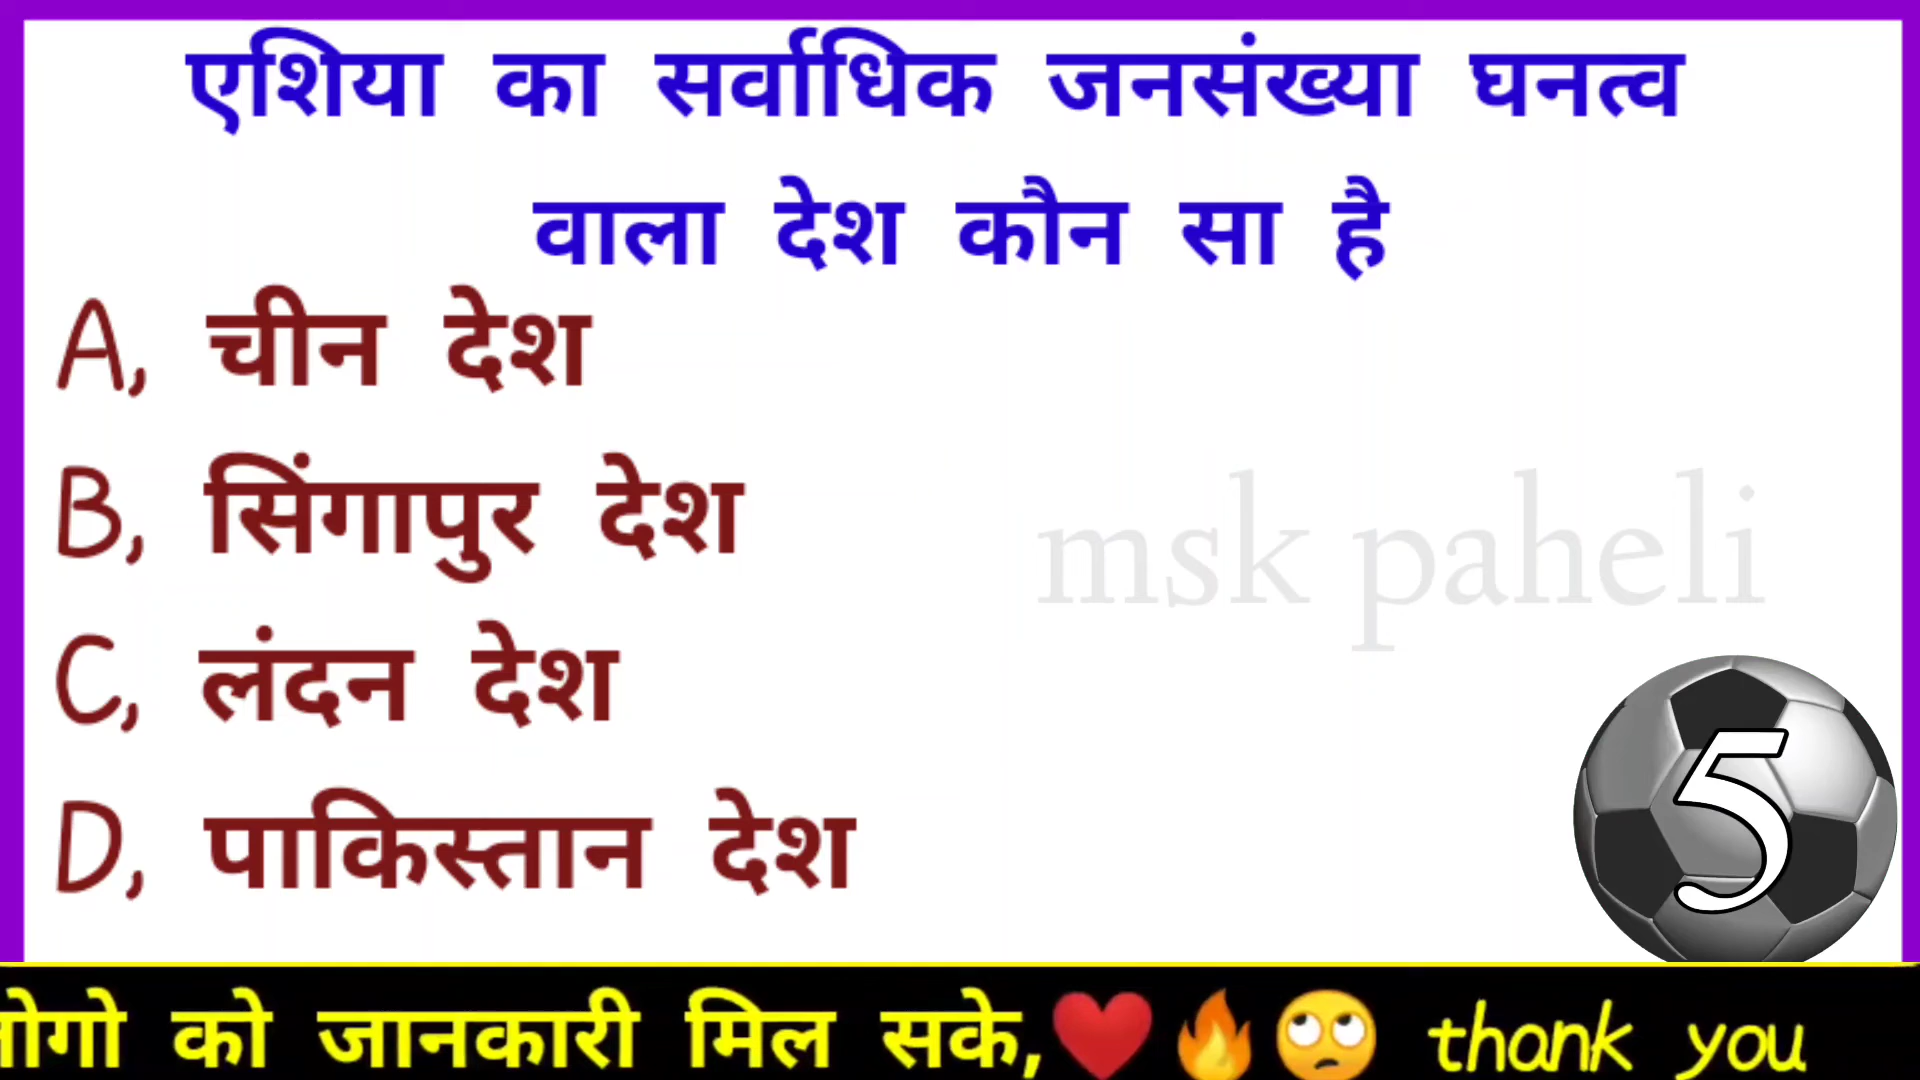 एशिया का सर्वाधिक जनसंख्या घनत्व
वाला देश कौन सा है
A, चीन देश
B, सिंगापुर देश
C, लंदन देश
D, पाकिस्तान देश
msk paheli
5
को जानकारी मिल सके,❤️🔥🙄 thank you